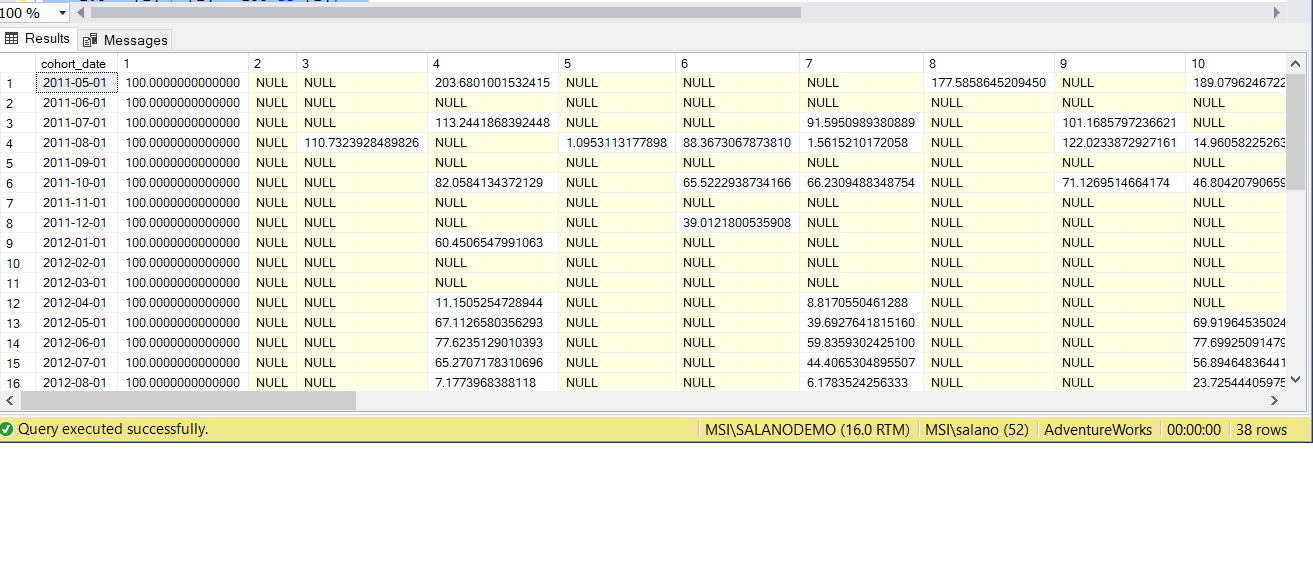 100 %
Results Messages
cohort_date 1 2 3 4 5 6 7 8 9 10
1 2011-05-01 100.0000000000000 NULL NULL 203.6801001532415 NULL NULL NULL 177.5858645209450 NULL 189.0796246722
2 2011-06-01 100.0000000000000 NULL NULL NULL NULL NULL NULL NULL NULL NULL
3 2011-07-01 100.0000000000000 NULL NULL 113.2441868392448 NULL NULL 91.5950989380889 NULL 101.1685797236621 NULL
4 2011-08-01 100.0000000000000 NULL 110.7323928489826 NULL 1.0953113177898 88.3673067873810 1.5615210172058 NULL 122.0233872927161 14.96058225263
5 2011-09-01 100.0000000000000 NULL NULL NULL NULL NULL NULL NULL NULL NULL
6 2011-10-01 100.0000000000000 NULL NULL 82.0584134372129 NULL 65.5222938734166 66.2309488348754 NULL 71.1269514664174 46.80420790659
7 2011-11-01 100.0000000000000 NULL NULL NULL NULL NULL NULL NULL NULL NULL
8 2011-12-01 100.0000000000000 NULL NULL NULL NULL 39.0121800535908 NULL NULL NULL NULL
9 2012-01-01 100.0000000000000 NULL NULL 60.4506547991063 NULL NULL NULL NULL NULL NULL
10 2012-02-01 100.0000000000000 NULL NULL NULL NULL NULL NULL NULL NULL NULL
11 2012-03-01 100.0000000000000 NULL NULL NULL NULL NULL NULL NULL NULL NULL
12 2012-04-01 100.0000000000000 NULL NULL 11.1505254728944 NULL NULL 8.8170550461288 NULL NULL NULL
13 2012-05-01 100.0000000000000 NULL NULL 67.1126580356293 NULL NULL 39.6927641815160 NULL NULL 69.91964535024
14 2012-06-01 100.0000000000000 NULL NULL 77.6235129010393 NULL NULL 59.8359302425100 NULL NULL 77.69925091479
15 2012-07-01 100.0000000000000 NULL NULL 65.2707178310696 NULL NULL 44.4065304895507 NULL NULL 56.89464836441
16 2012-08-01 100.0000000000000 NULL NULL 7.1773968388118 NULL NULL 6.1783524256333 NULL NULL 23.72544405975
Query executed successfully. MSI\SALANODEMO (16.0 RTM) MSI\salano (52) AdventureWorks 00:00:00 38 rows